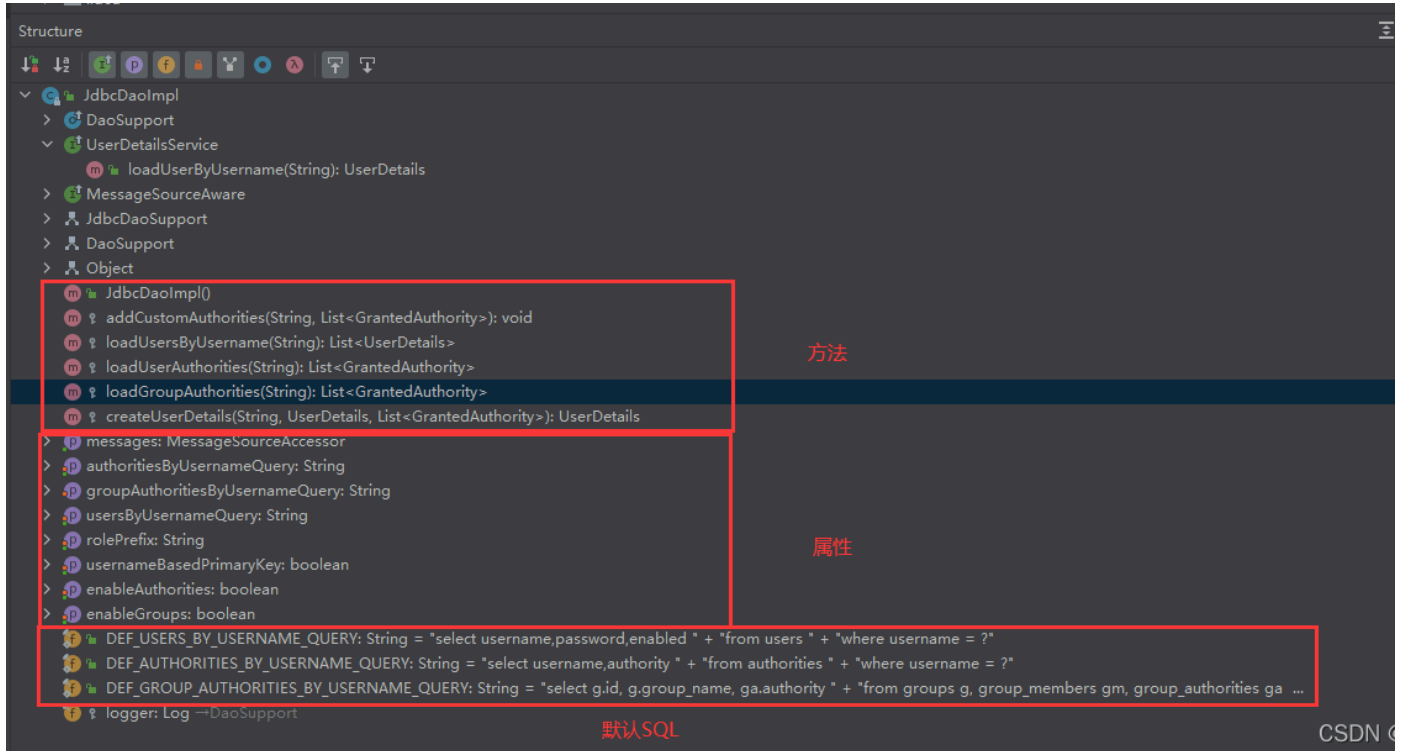 Structure
JdbcDaoImpl
DaoSupport
UserDetailsService
loadUserByUsername(String): UserDetails
MessageSourceAware
JdbcDaoSupport
DaoSupport
Object
JdbcDaoImpl()
addCustomAuthorities(String, List<GrantedAuthority>): void
loadUsersByUsername(String): List<UserDetails>
方法
loadUserAuthorities(String): List<GrantedAuthority>
loadGroupAuthorities(String): List<GrantedAuthority>
createUserDetails(String, UserDetails, List<GrantedAuthority>): UserDetails
messages: MessageSourceAccessor
authoritiesByUsernameQuery: String
groupAuthoritiesByUsernameQuery: String
usersByUsernameQuery: String
rolePrefix: String
属性
usernameBasedPrimaryKey: boolean
enableAuthorities: boolean
enableGroups: boolean
DEF_USERS_BY_USERNAME_QUERY: String = "select username,password,enabled " + "from users " + "where username = ?"
DEF_AUTHORITIES_BY_USERNAME_QUERY: String = "select username,authority " + "from authorities " + "where username = ?"
DEF_GROUP_AUTHORITIES_BY_USERNAME_QUERY: String = "select g.id, g.group_name, ga.authority " + "from groups g, group_members gm, group_authorities ga ...
logger: Log →DaoSupport
默认SQL
CSDN